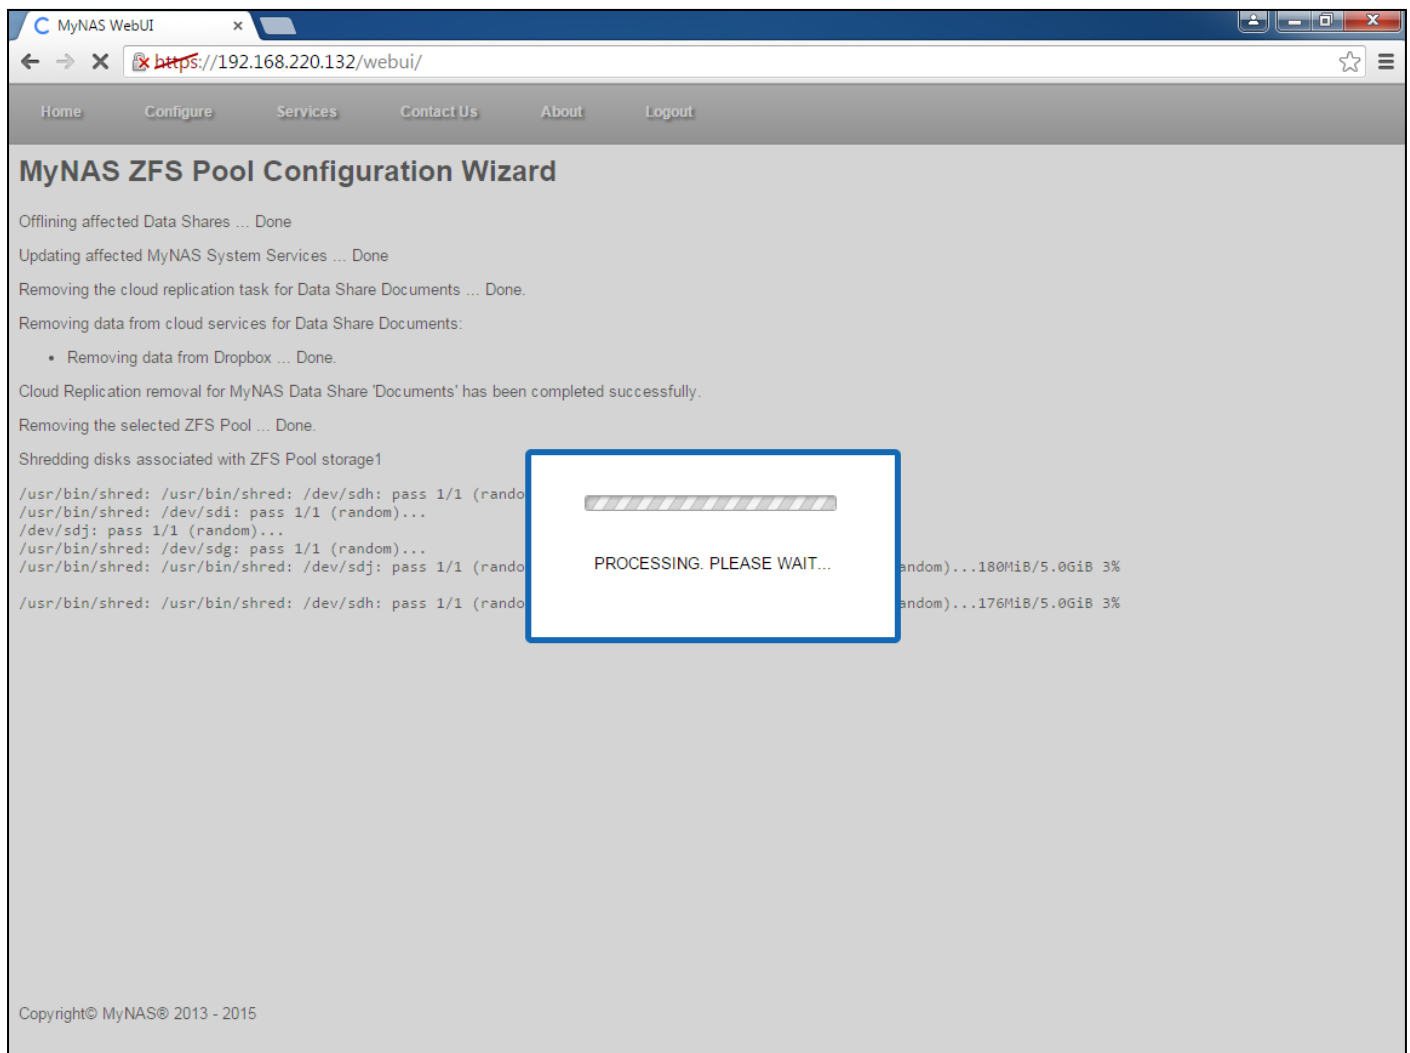 MyNAS WebUI
https://192.168.220.132/webui/
Home Configure Services Contact Us About Logout
MyNAS ZFS Pool Configuration Wizard
Offlining affected Data Shares ... Done
Updating affected MyNAS System Services ... Done
Removing the cloud replication task for Data Share Documents ... Done.
Removing data from cloud services for Data Share Documents:
• Removing data from Dropbox ... Done.
Cloud Replication removal for MyNAS Data Share 'Documents' has been completed successfully.
Removing the selected ZFS Pool ... Done.
Shredding disks associated with ZFS Pool storage1
/usr/bin/shred: /usr/bin/shred: /dev/sdh: pass 1/1 (rando
/usr/bin/shred: /dev/sdi: pass 1/1 (random)...
/dev/sdj: pass 1/1 (random)...
/usr/bin/shred: /dev/sdg: pass 1/1 (random)...
/usr/bin/shred: /usr/bin/shred: /dev/sdj: pass 1/1 (rando andom)...180MiB/5.0GiB 3%
/usr/bin/shred: /usr/bin/shred: /dev/sdh: pass 1/1 (rando andom)...176MiB/5.0GiB 3%
PROCESSING. PLEASE WAIT...
Copyright© MyNAS® 2013 - 2015